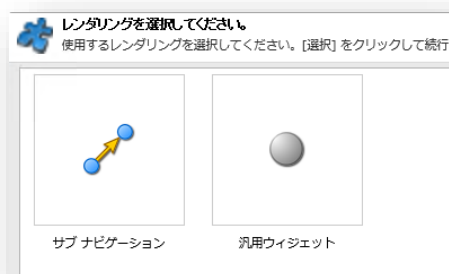 レンダリングを選択してください。
使用するレンダリングを選択してください。[選択] をクリックして続行
サブ ナビゲーション
汎用ウィジェット